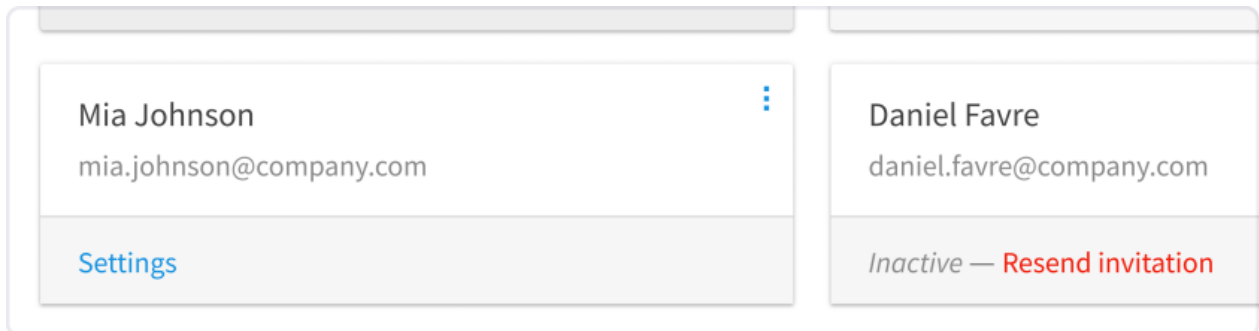 Mia Johnson
mia.johnson@company.com
Settings
Daniel Favre
daniel.favre@company.com
Inactive — Resend invitation